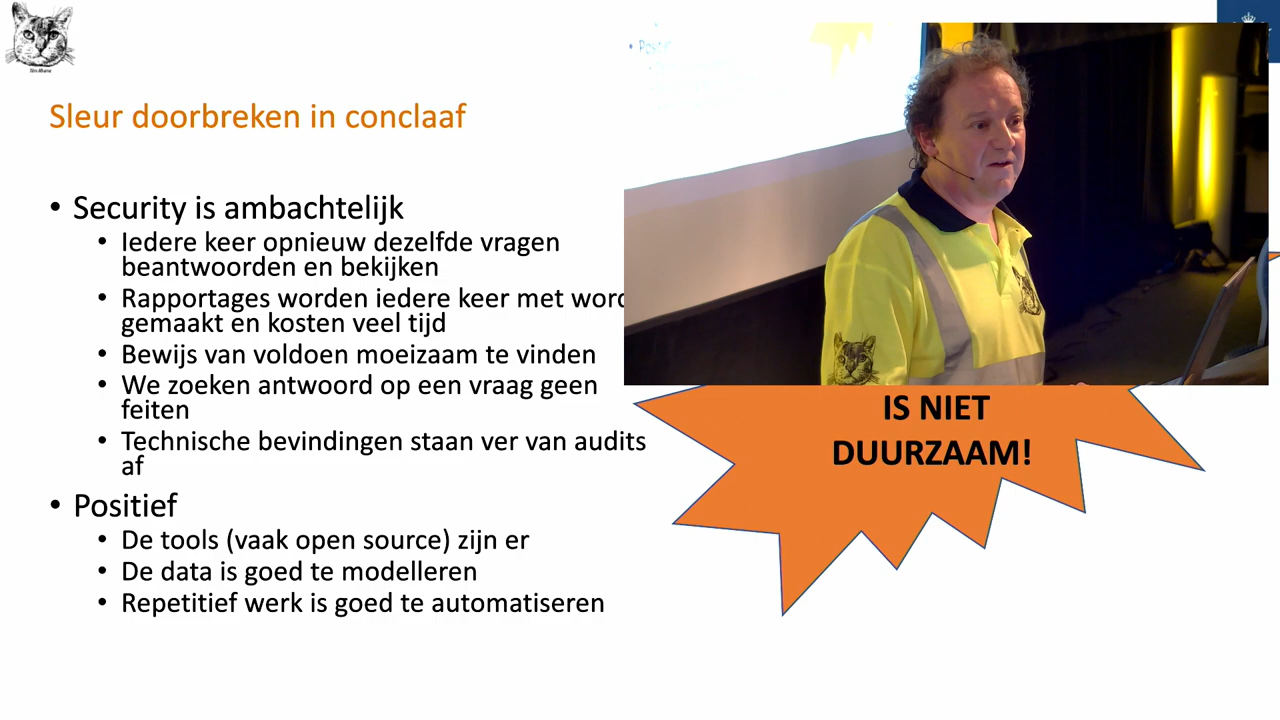 Sleur doorbreken in conclaaf
• Security is ambachtelijk
• Iedere keer opnieuw dezelfde vragen
beantwoorden en bekijken
• Rapportages worden iedere keer met word
gemaakt en kosten veel tijd
• Bewijs van voldoen moeizaam te vinden
• We zoeken antwoord op een vraag geen
feiten
• Technische bevindingen staan ver van audits
af
• Positief
• De tools (vaak open source) zijn er
• De data is goed te modelleren
• Repetitief werk is goed te automatiseren
IS NIET
DUURZAAM!